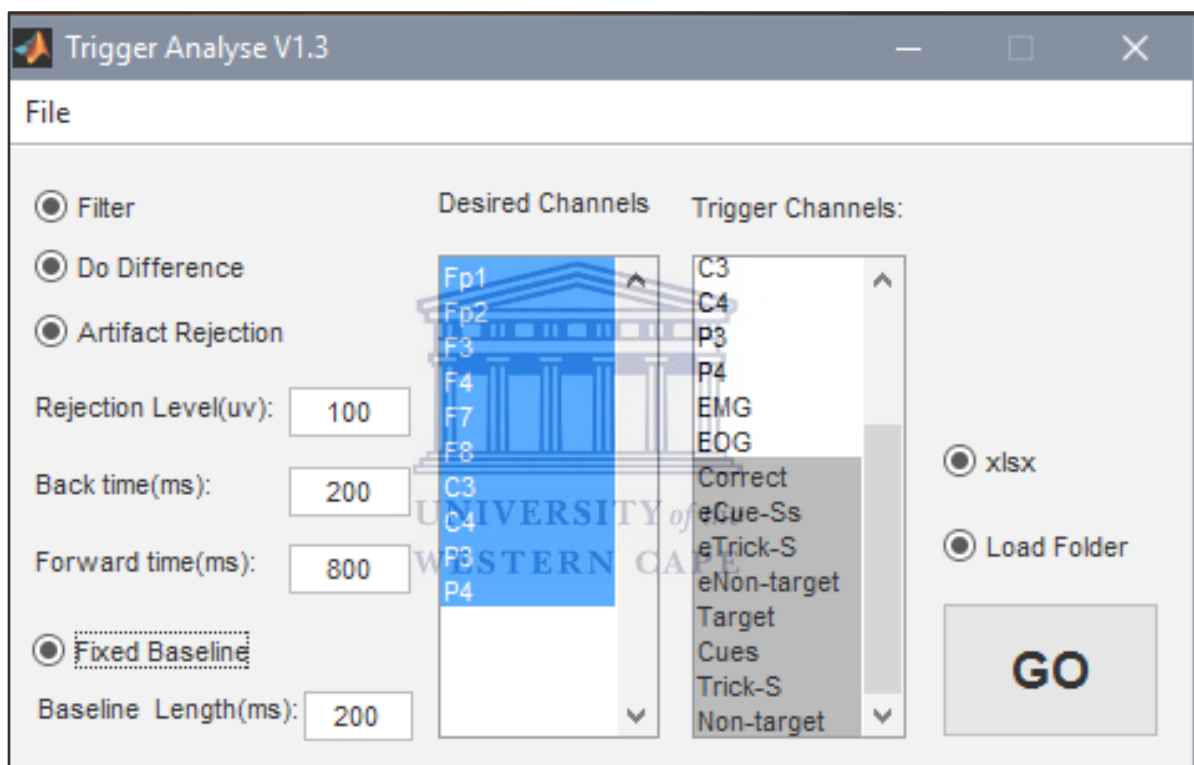 Trigger Analyse V1.3
File
Filter
Do Difference
Artifact Rejection
Rejection Level(uv): 100
Back time(ms): 200
Forward time(ms): 800
Fixed Baseline
Baseline Length(ms): 200
Desired Channels
Fp1
Fp2
F3
F4
F7
F8
C3
C4
P3
P4
Trigger Channels:
C3
C4
P3
P4
EMG
EOG
Correct
eCue-Ss
eTrick-S
eNon-target
Target
Cues
Trick-S
Non-target
xlsx
Load Folder
GO
UNIVERSITY of the
WESTERN CAPE